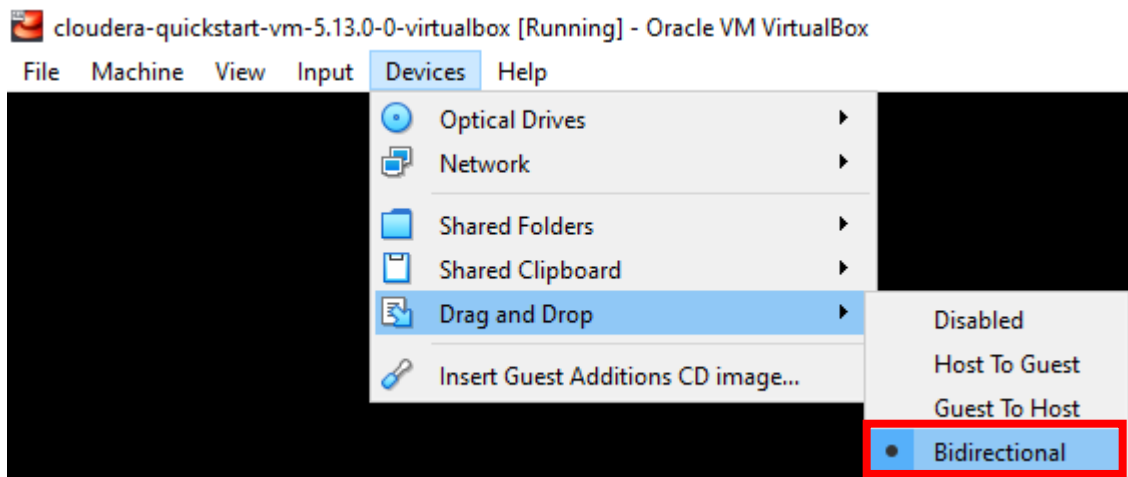 cloudera-quickstart-vm-5.13.0-0-virtualbox [Running] - Oracle VM VirtualBox
File Machine View Input Devices Help
Optical Drives
Network
Shared Folders
Shared Clipboard
Drag and Drop
Disabled
Host To Guest
Insert Guest Additions CD image...
Guest To Host
Bidirectional